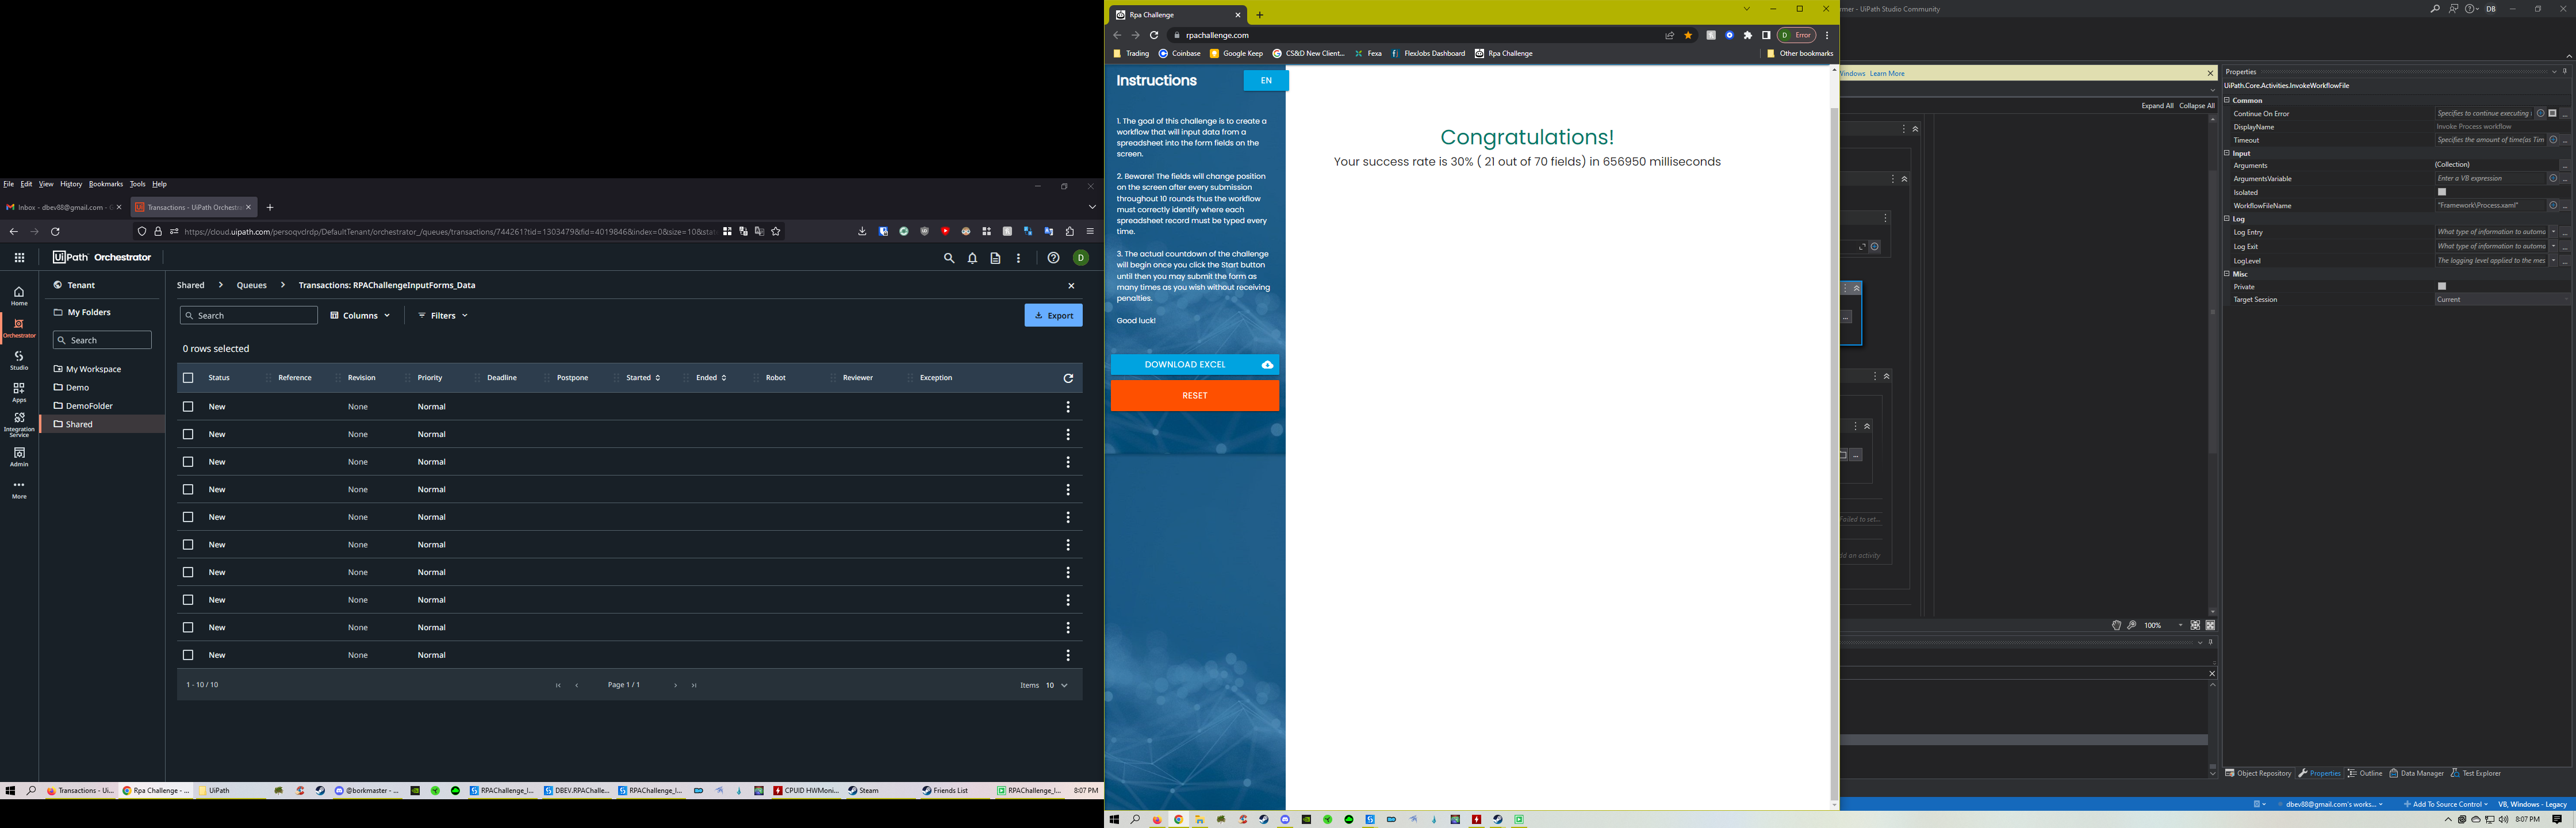 File Edit View History Bookmarks Tools Help
Inbox - dbev88@gmail.com -
Transactions - UiPath Orchestra
https://cloud.uipath.com/persoqvdrdp/DefaultTenant/orchestrator_/queues/transactions/744261?tid=1303479&fid=4019846&index=0&size=10&stat
UiPath Orchestrator
D
Home
Orchestrator
Studio
Apps
Integration Service
Admin
More
Tenant
My Folders
Search
My Workspace
Demo
DemoFolder
Shared
Shared > Queues > Transactions: RPAChallengeInputForms_Data
Search
Columns
Filters
Export
0 rows selected
Status Reference Revision Priority Deadline Postpone Started Ended Robot Reviewer Exception
New None Normal
New None Normal
New None Normal
New None Normal
New None Normal
New None Normal
New None Normal
New None Normal
New None Normal
New None Normal
1 - 10 / 10
Page 1 / 1
Items 10
Transactions - Ui...
Rpa Challenge - ...
UiPath
@borkmaster - ...
RPAChallenge_I...
DBEV.RPAChalle...
RPAChallenge_I...
CPUID HWMoni...
Steam
Friends List
RPAChallenge_I...
8:07 PM
Rpa Challenge
rpachallenge.com
D Error
Trading
Coinbase
Google Keep
CS&D New Client...
Fexa
FlexJobs Dashboard
Rpa Challenge
Other bookmarks
Instructions
EN
1. The goal of this challenge is to create a
workflow that will input data from a
spreadsheet into the form fields on the
screen.
2. Beware! The fields will change position
on the screen after every submission
throughout 10 rounds thus the workflow
must correctly identify where each
spreadsheet record must be typed every
time.
3. The actual countdown of the challenge
will begin once you click the Start button
until then you may submit the form as
many times as you wish without receiving
penalties.
Good luck!
DOWNLOAD EXCEL
RESET
Congratulations!
Your success rate is 30% ( 21 out of 70 fields) in 656950 milliseconds
rmer - UiPath Studio Community
DB
Windows Learn More
Expand All Collapse All
Failed to set...
dd an activity
100%
Properties
UiPath.Core.Activities.InvokeWorkflowFile
Common
Continue On Error Specifies to continue executing
DisplayName Invoke Process workflow
Timeout Specifies the amount of time(as Tim
Input
Arguments (Collection)
ArgumentsVariable Enter a VB expression
Isolated
WorkflowFileName "Framework\Process.xaml"
Log
Log Entry What type of information to automa
Log Exit What type of information to automa
LogLevel The logging level applied to the mes
Misc
Private
Target Session Current
Object Repository
Properties
Outline
Data Manager
Test Explorer
dbev88@gmail.com's works...
Add To Source Control
VB, Windows - Legacy
8:07 PM